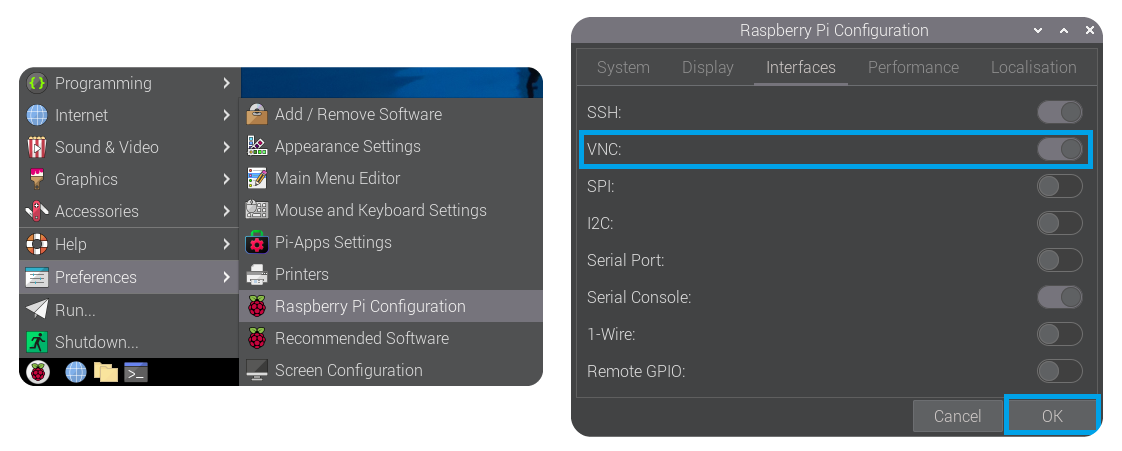 Programming
Internet
Sound & Video
Graphics
Accessories
Help
Preferences
Run...
Shutdown...
Add / Remove Software
Appearance Settings
Main Menu Editor
Mouse and Keyboard Settings
Pi-Apps Settings
Printers
Raspberry Pi Configuration
Recommended Software
Screen Configuration
Raspberry Pi Configuration
System Display Interfaces Performance Localisation
SSH:
VNC:
SPI:
I2C:
Serial Port:
Serial Console:
1-Wire:
Remote GPIO:
Cancel OK